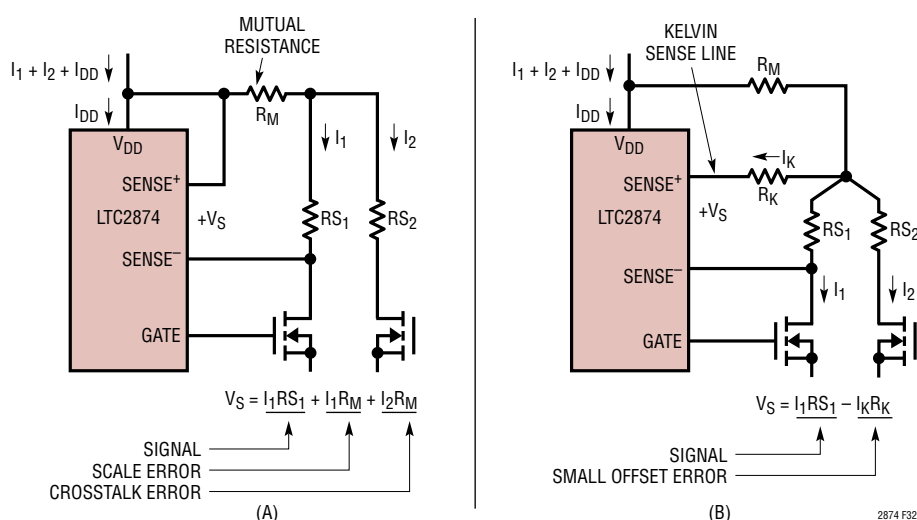 MUTUAL
RESISTANCE
I1 + I2 + IDD
IDD
RM
I1
I2
VDD
SENSE+
LTC2874
+VS
RS1
RS2
SENSE–
GATE
VS = I1RS1 + I1RM + I2RM
SIGNAL
SCALE ERROR
CROSSTALK ERROR
(A)
KELVIN
SENSE LINE
I1 + I2 + IDD
RM
IDD
VDD
IK
SENSE+
RK
LTC2874
+VS
RS1
RS2
SENSE–
I1
I2
GATE
VS = I1RS1 – IKRK
SIGNAL
SMALL OFFSET ERROR
(B)
2874 F32